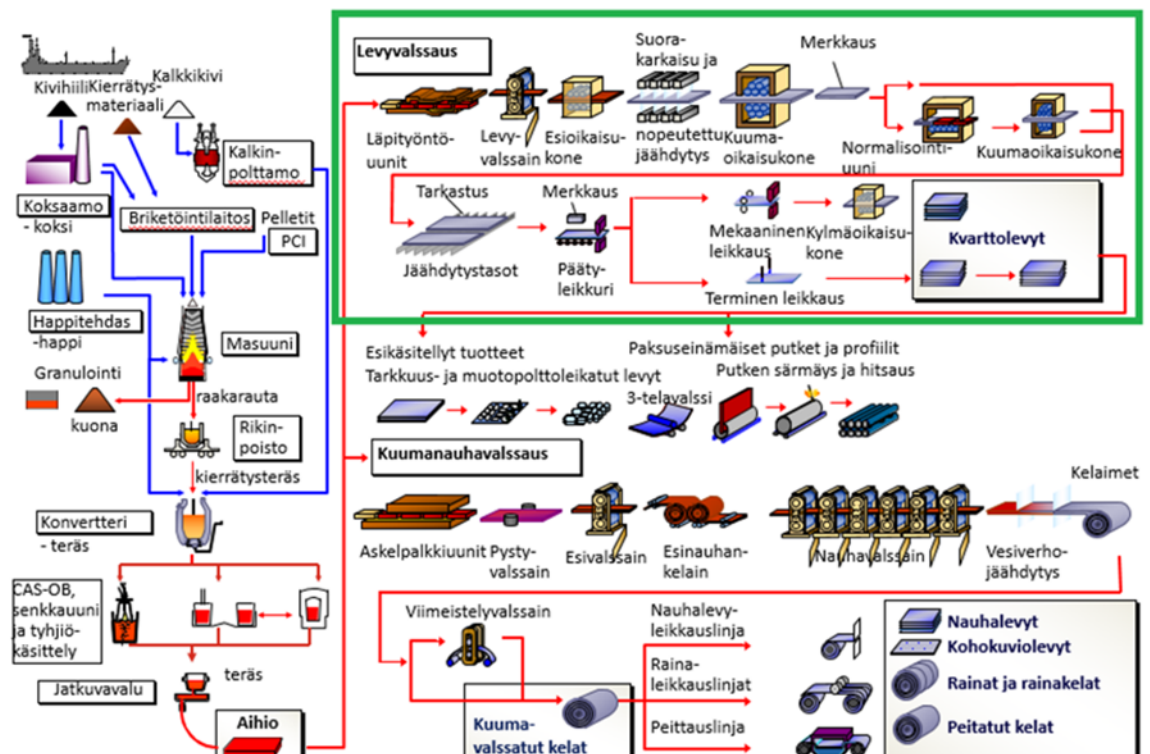 Kivihiili
Kierrätys-
materiaali
Kalkkikivi
Kalkin-
polttamo
Koksaamo
- koksi
Briketöintilaitos
Pelletit
PCI
Happitehdas
-happi
Masuuni
Granulointi
kuona
raakarauta
Rikin-
poisto
kierrätysteräs
Konvertteri
- teräs
CAS-OB,
senkkauuni
ja tyhjiö-
käsittely
teräs
Jatkuvavalu
Aihio
Levyvalssaus
Läpityöntö-
uunit
Levy-
valssain
Esioikaisu-
kone
Suora-
karkaisu ja
nopeutettu
jäähdytys
Kuuma-
oikaisukone
Merkkaus
Normalisointi-
uuni
Kuumaoikaisukone
Tarkastus
Jäähdytystasot
Merkkaus
Pääty-
leikkuri
Mekaaninen
leikkaus
Kylmäoikaisu-
kone
Terminen leikkaus
Kvarttolevyt
Esikäsitellyt tuotteet
Tarkkuus- ja muotopolttoleikatut levyt
Paksuseinämäiset putket ja profiilit
Putken särmäys ja hitsaus
3-telavalssi
Kuumanauhavalssaus
Askelpalkkiuunit
Pysty-
valssain
Esivalssain
Esinauhan-
kelain
Nauhavalssain
Vesiverho-
jäähdytys
Kelaimet
Viimeistelyvalssain
Kuuma-
valssatut kelat
Nauhalevy-
leikkauslinja
Raina-
leikkauslinjat
Peittauslinja
Nauhalevyt
Kohokuviolevyt
Rainat ja rainakelat
Peitatut kelat